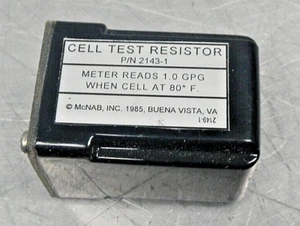 CELL TEST RESISTOR
P/N 2143-1
METER READS 1.0 GPG
WHEN CELL AT 80° F.
© McNAB, INC. 1985, BUENA VISTA, VA
2149-1